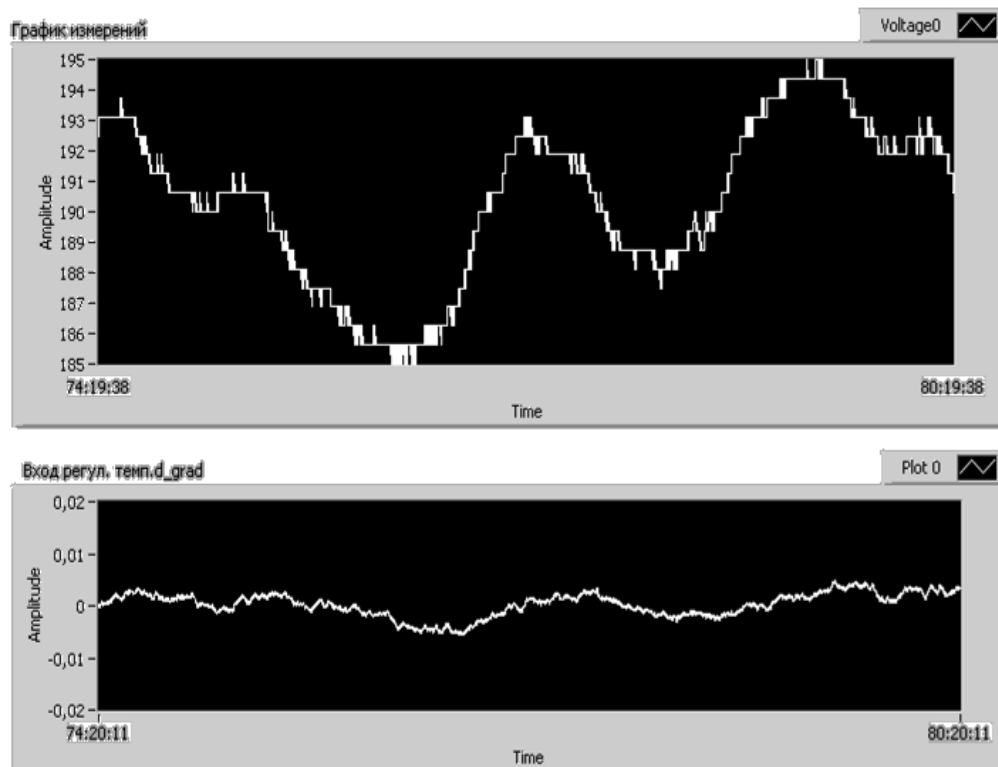 График измерений
Voltage0
195
194
193
192
191
190
189
188
187
186
185
Amplitude
74:19:38
80:19:38
Time
Вход регул. темп.d_grad
Plot 0
0,02
0,01
0
-0,01
-0,02
Amplitude
74:20:11
80:20:11
Time